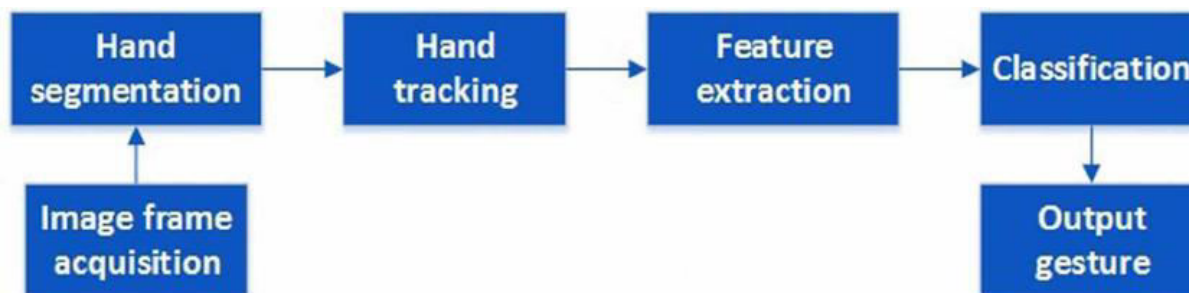 Hand
segmentation
Hand
tracking
Feature
extraction
Classification
Image frame
acquisition
Output
gesture